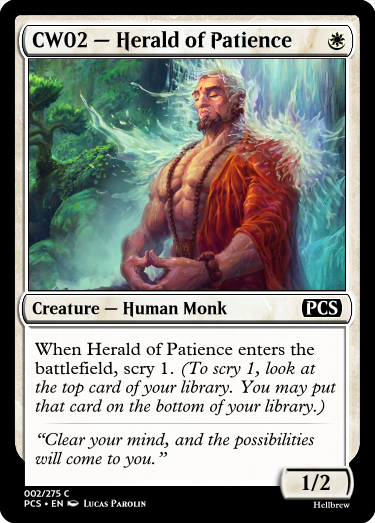 CW02 — Herald of Patience
Creature — Human Monk
PCS
When Herald of Patience enters the
battlefield, scry 1. (To scry 1, look at
the top card of your library. You may put
that card on the bottom of your library.)
“Clear your mind, and the possibilities
will come to you.”
1/2
002/275 C
PCS • EN Lucas Parolin
Hellbrew